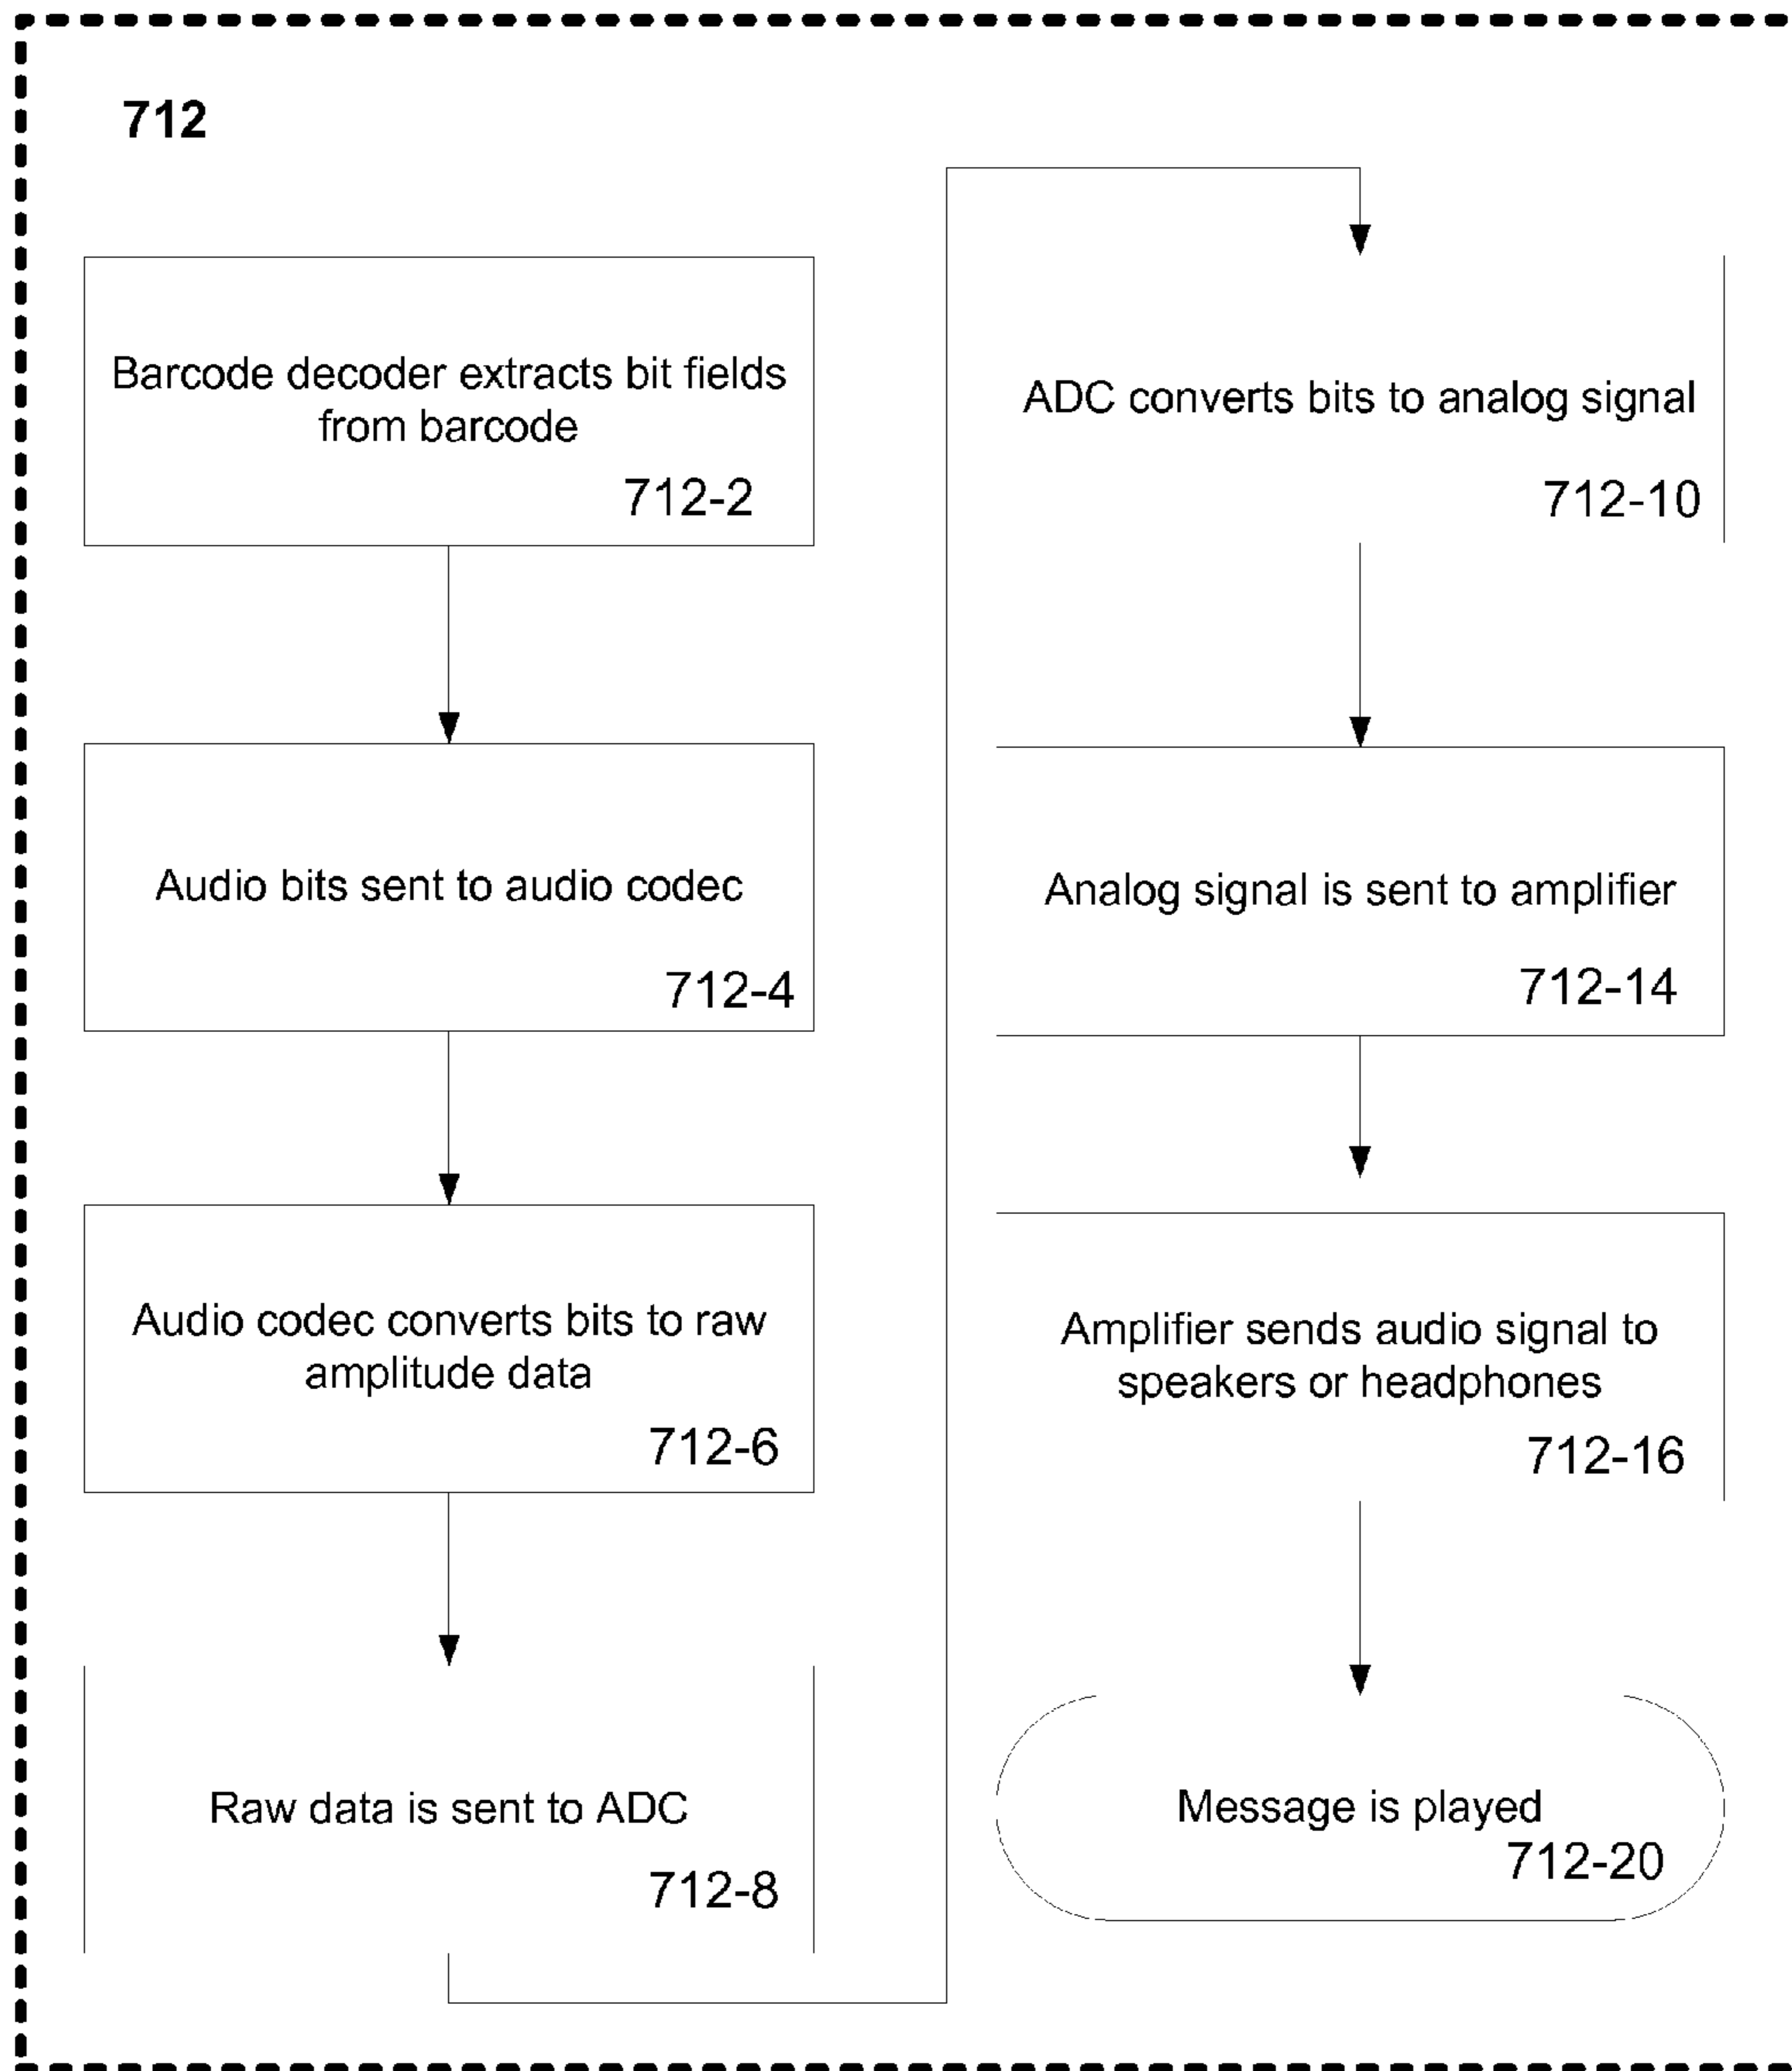 712
Barcode decoder extracts bit fields
from barcode
712-2
Audio bits sent to audio codec
712-4
Audio codec converts bits to raw
amplitude data
712-6
Raw data is sent to ADC
712-8
ADC converts bits to analog signal
712-10
Analog signal is sent to amplifier
712-14
Amplifier sends audio signal to
speakers or headphones
712-16
Message is played
712-20